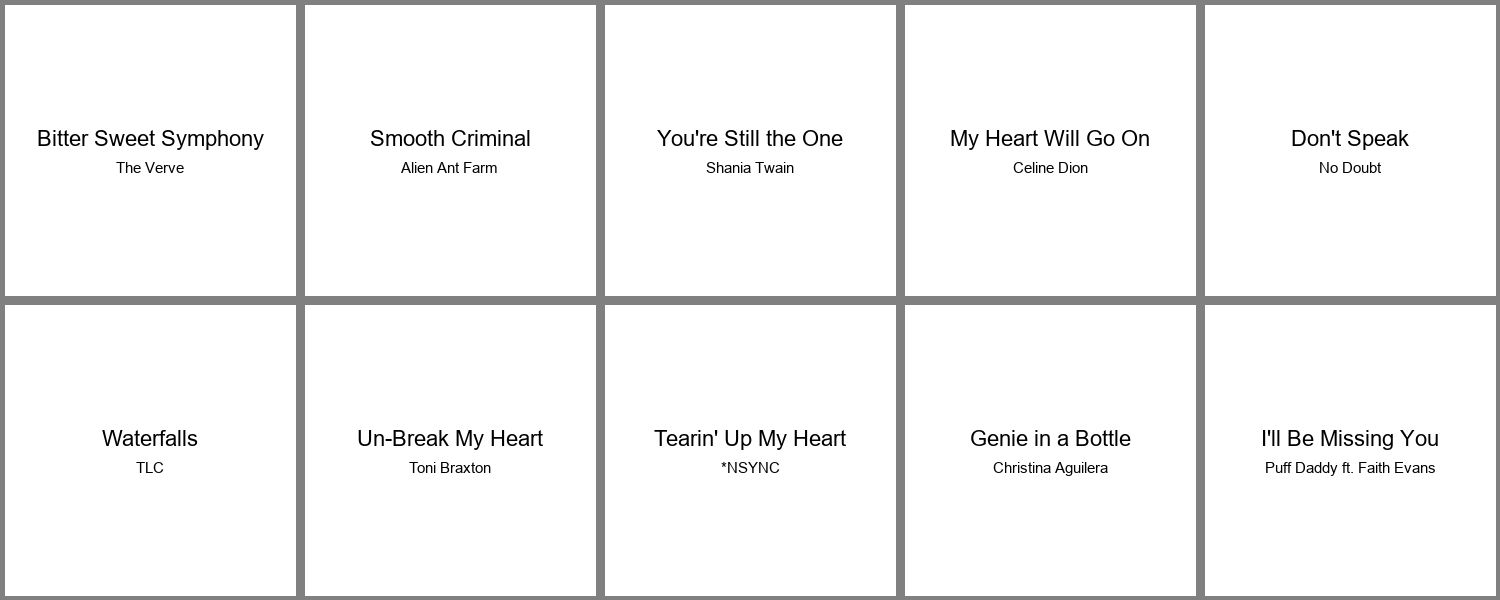 Bitter Sweet Symphony
The Verve
Smooth Criminal
Alien Ant Farm
You're Still the One
Shania Twain
My Heart Will Go On
Celine Dion
Don't Speak
No Doubt
Waterfalls
TLC
Un-Break My Heart
Toni Braxton
Tearin' Up My Heart
*NSYNC
Genie in a Bottle
Christina Aguilera
I'll Be Missing You
Puff Daddy ft. Faith Evans